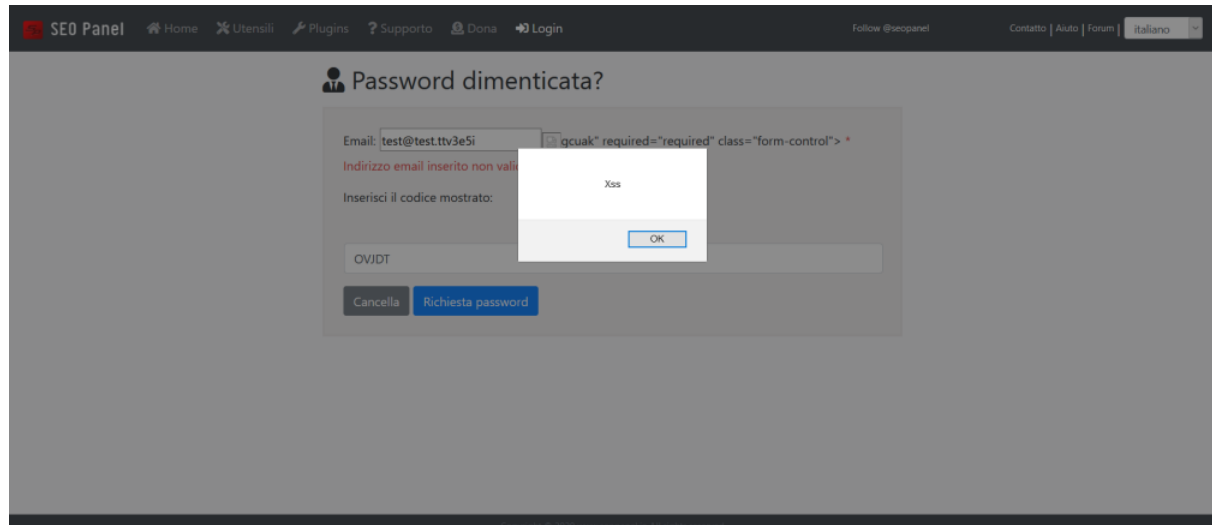 SEO Panel Home Utensili Plugins ? Supporto Dona Login Follow @seopanel Contatto | Aiuto | Forum | italiano
Password dimenticata?
Email: test@test.ttv3e5i qcuak" required="required" class="form-control"> *
Indirizzo email inserito non vali
Xss
Inserisci il codice mostrato:
OK
OVJDT
Cancella Richiesta password